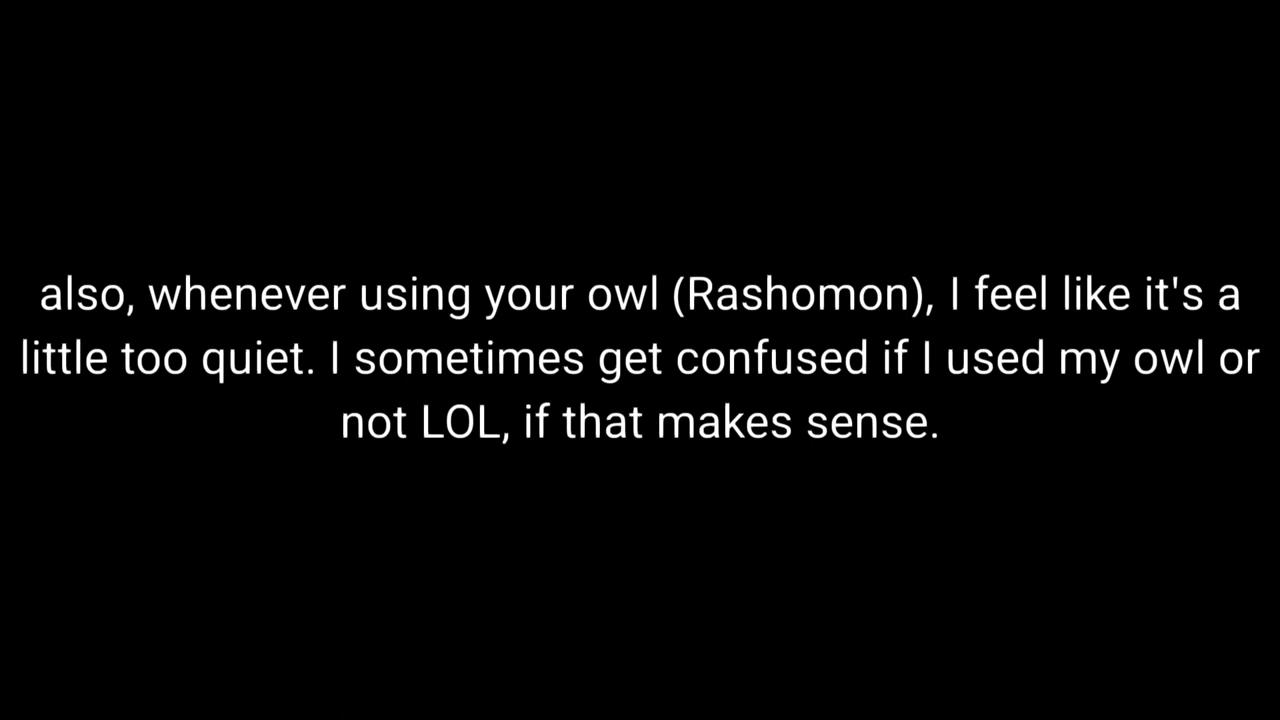 also, whenever using your owl (Rashomon), I feel like it's a
little too quiet. I sometimes get confused if I used my owl or
not LOL, if that makes sense.